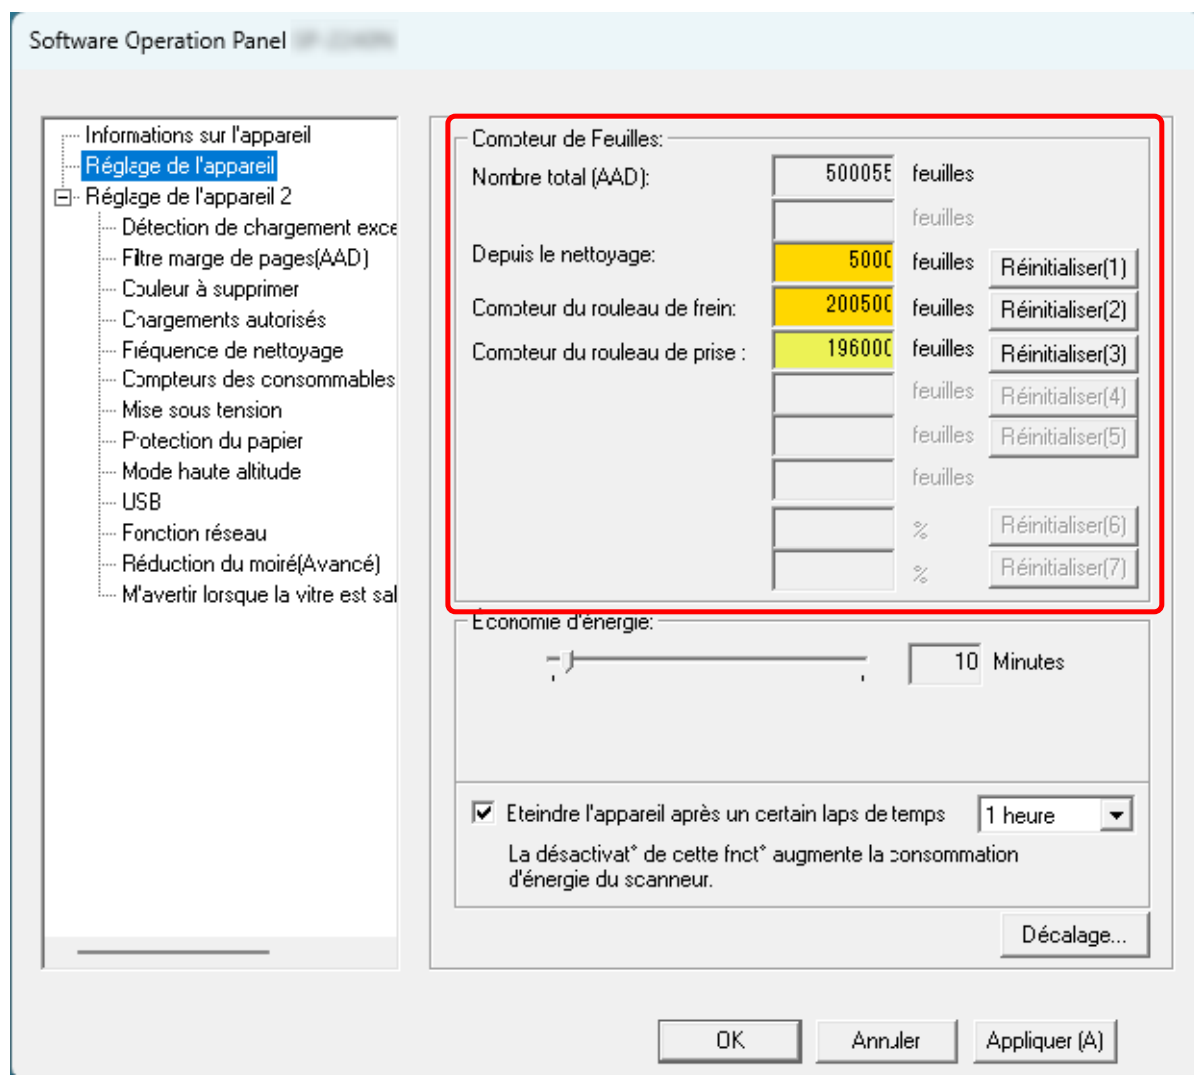 Software Operation Panel
Informations sur l'appareil
Réglage de l'appareil
Réglage de l'appareil 2
Détection de chargement exce
Filtre marge de pages(AAD)
Couleur à supprimer
Chargements autorisés
Fréquence de nettoyage
Compteurs des consommables
Mise sous tension
Protection du papier
Mode haute altitude
USB
Fonction réseau
Réduction du moiré(Avancé)
M'avertir lorsque la vitre est sal
Compteur de Feuilles:
Nombre total (AAD): 500055 feuilles
feuilles
Depuis le nettoyage: 5000 feuilles Réinitialiser(1)
Compteur du rouleau de frein: 200500 feuilles Réinitialiser(2)
Compteur du rouleau de prise : 196000 feuilles Réinitialiser(3)
feuilles Réinitialiser(4)
feuilles Réinitialiser(5)
feuilles
% Réinitialiser(6)
% Réinitialiser(7)
Économie d'énergie:
10 Minutes
Eteindre l'appareil après un certain laps de temps 1 heure
La désactivat° de cette fnct° augmente la consommation
d'énergie du scanneur.
Décalage...
OK Annuler Appliquer (A)